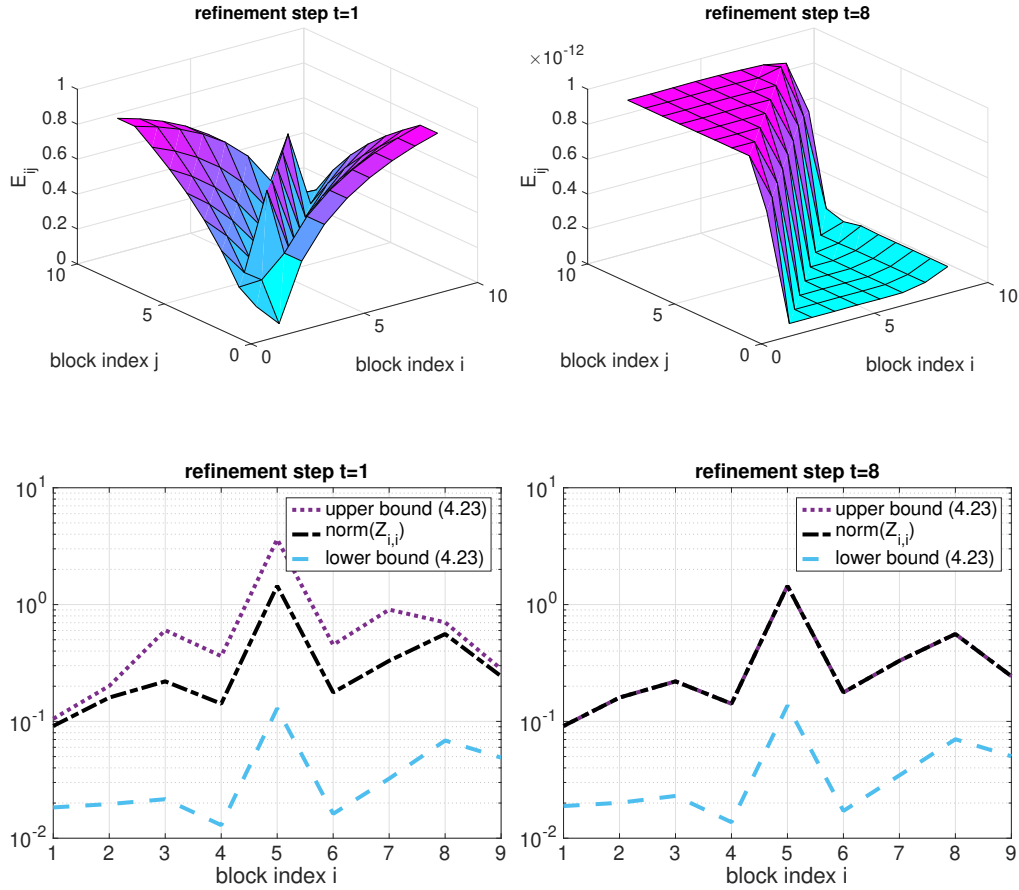 refinement step t=1
1
0.8
0.6
0.4
0.2
0
10
5
0
0
5
10
E_ij
block index j
block index i
refinement step t=8
×10^-12
1
0.8
0.6
0.4
0.2
0
10
5
0
0
5
10
E_ij
block index j
block index i
refinement step t=1
10^1
10^0
10^-1
10^-2
upper bound (4.23)
norm(Z_i,i)
lower bound (4.23)
1 2 3 4 5 6 7 8 9
block index i
refinement step t=8
10^1
10^0
10^-1
10^-2
upper bound (4.23)
norm(Z_i,i)
lower bound (4.23)
1 2 3 4 5 6 7 8 9
block index i